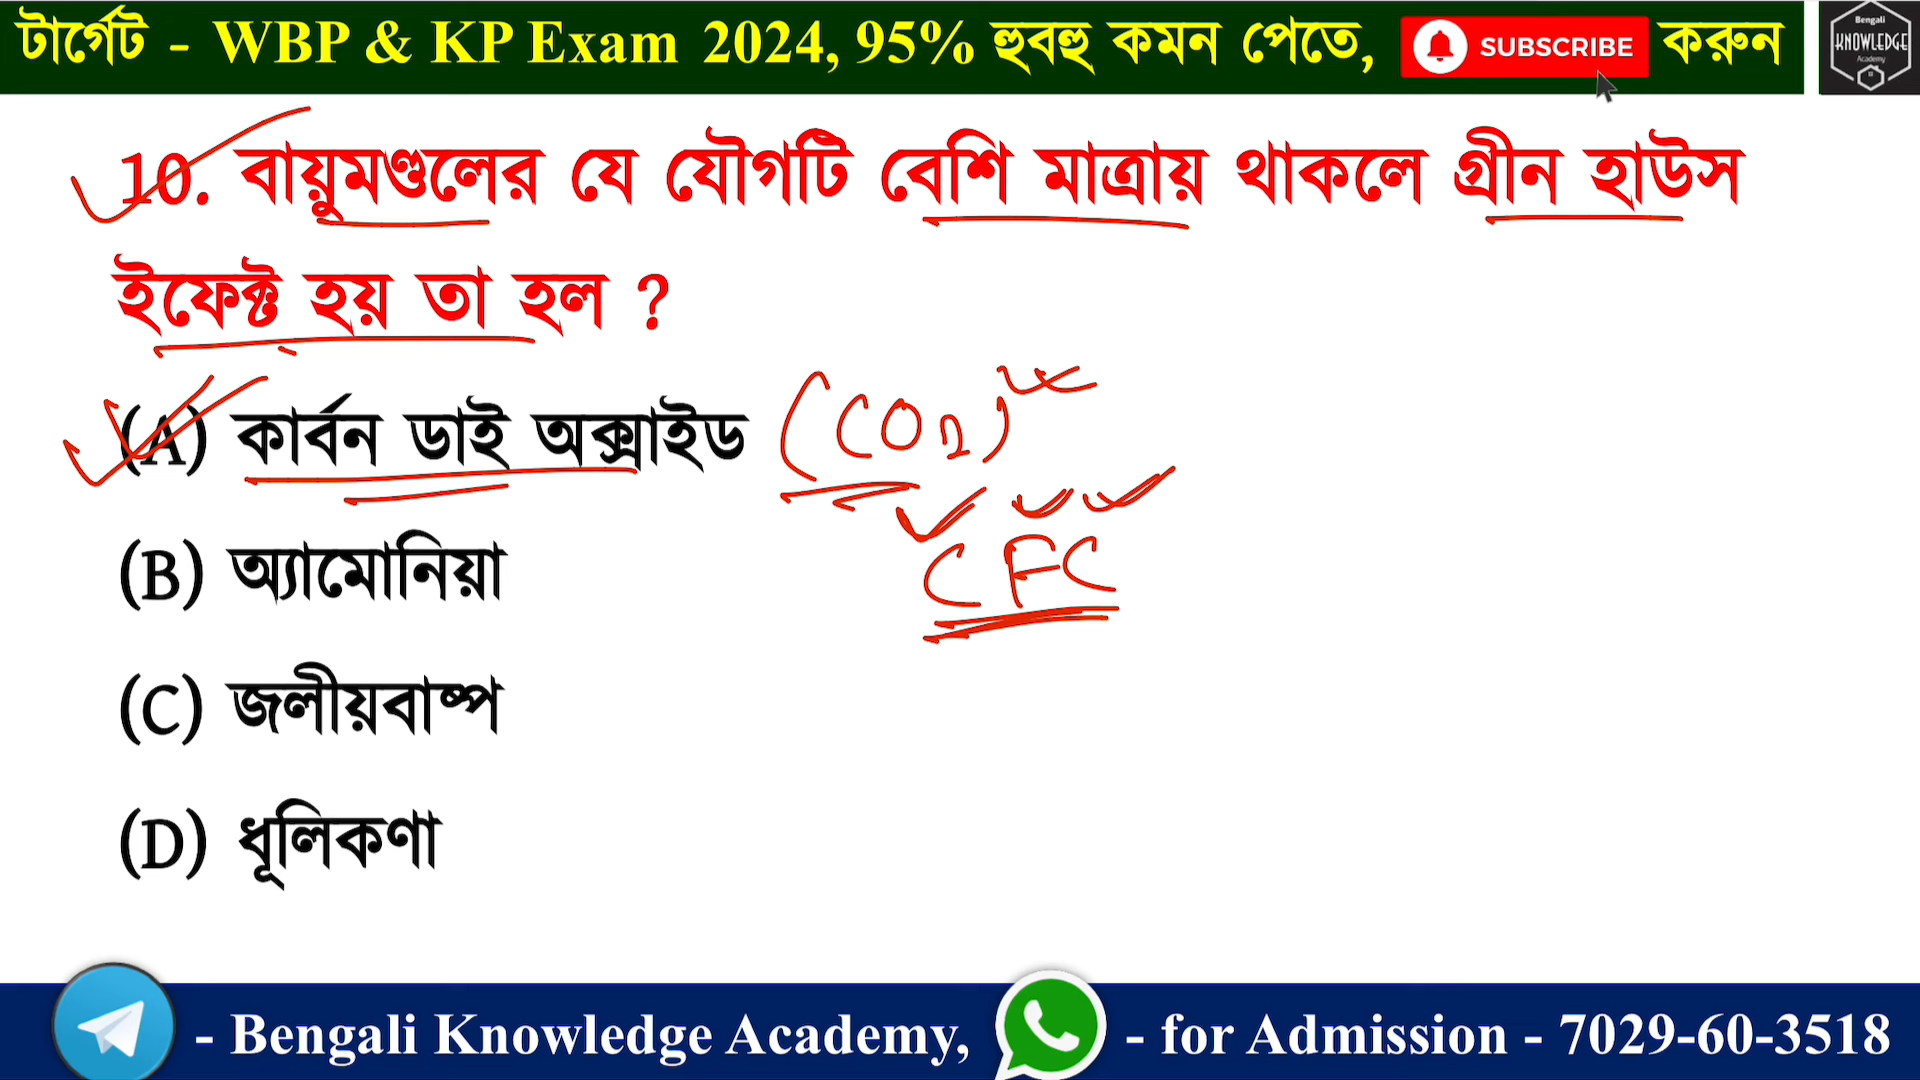 টার্গেট - WBP & KP Exam 2024, 95% হুবহু কমন পেতে, SUBSCRIBE করুন
Bengali
KNOWLEDGE
Academy
10. বায়ুমণ্ডলের যে যৌগটি বেশি মাত্রায় থাকলে গ্রীন হাউস
ইফেক্ট হয় তা হল ?
(A) কার্বন ডাই অক্সাইড (CO2)
CFC
(B) অ্যামোনিয়া
(C) জলীয়বাষ্প
(D) ধূলিকণা
- Bengali Knowledge Academy, - for Admission - 7029-60-3518